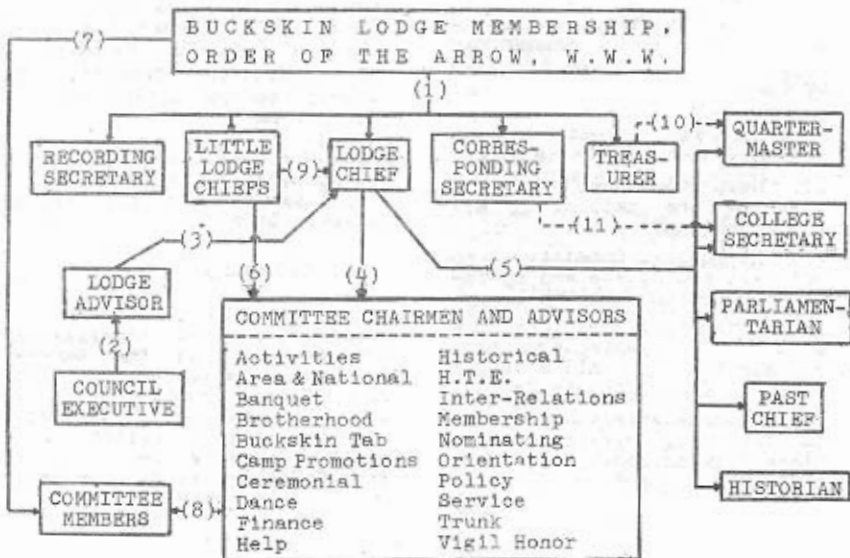 BUCKSKIN LODGE MEMBERSHIP,
ORDER OF THE ARROW, W.W.W.
(7)
(1)
(10)
RECORDING
SECRETARY
LITTLE
LODGE
CHIEFS
(9)
LODGE
CHIEF
CORRES-
PONDING
SECRETARY
TREAS-
URER
QUARTER-
MASTER
(3)
(11)
COLLEGE
SECRETARY
LODGE
ADVISOR
(6)
(4)
(5)
(2)
COUNCIL
EXECUTIVE
COMMITTEE CHAIRMEN AND ADVISORS
Activities Historical
Area & National H.T.E.
Banquet Inter-Relations
Brotherhood Membership
Buckskin Tab Nominating
Camp Promotions Orientation
Ceremonial Policy
Dance Service
Finance Trunk
Help Vigil Honor
PARLIAMEN-
TARIAN
PAST
CHIEF
HISTORIAN
COMMITTEE
MEMBERS
(8)